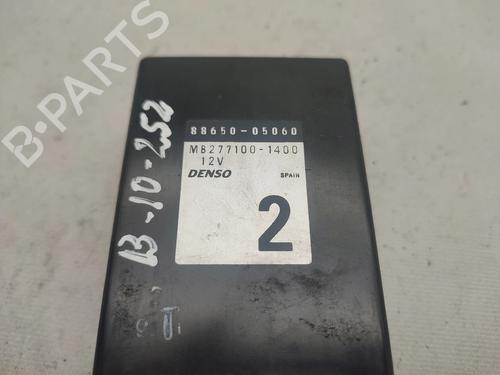 88650-05060
MB277100-1400
12V
DENSO SPAIN
2
13-10-252
B-PARTS